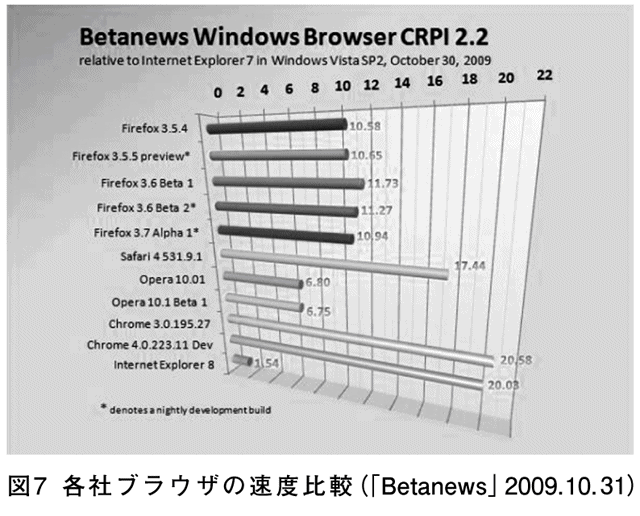 Betanews Windows Browser CRPI 2.2
relative to Internet Explorer 7 in Windows Vista SP2, October 30, 2009
0 2 4 6 8 10 12 14 16 18 20 22
Firefox 3.5.4 10.58
Firefox 3.5.5 preview* 10.65
Firefox 3.6 Beta 1 11.73
Firefox 3.6 Beta 2* 11.27
Firefox 3.7 Alpha 1* 10.94
Safari 4 531.9.1 17.44
Opera 10.01 6.80
Opera 10.1 Beta 1 6.75
Chrome 3.0.195.27 20.58
Chrome 4.0.223.11 Dev 20.03
Internet Explorer 8 1.54
* denotes a nightly development build
図7 各社ブラウザの速度比較(「Betanews」2009.10.31)